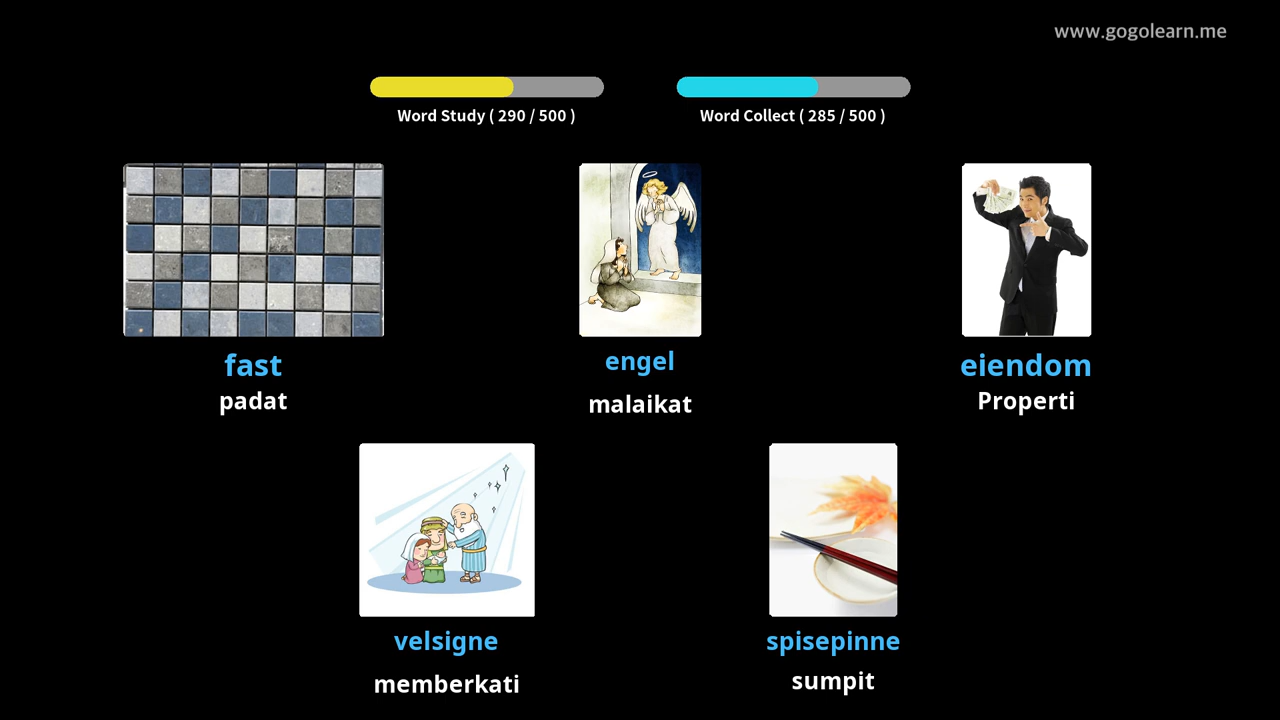 www.gogolearn.me
Word Study ( 290 / 500 )
Word Collect ( 285 / 500 )
fast
padat
engel
malaikat
eiendom
Properti
velsigne
memberkati
spisepinne
sumpit